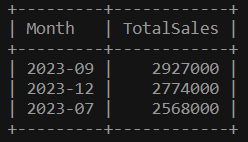 +---------+------------+
| Month   | TotalSales |
+---------+------------+
| 2023-09 |    2927000 |
| 2023-12 |    2774000 |
| 2023-07 |    2568000 |
+---------+------------+